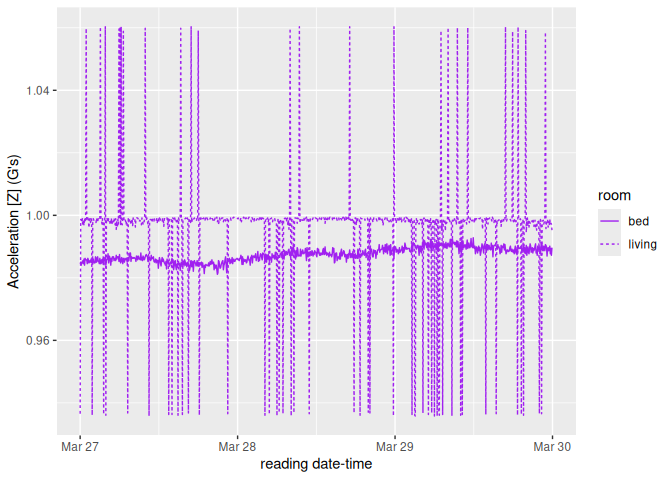 1.04
1.00
0.96
Acceleration [Z] (G's)
Mar 27
Mar 28
Mar 29
Mar 30
reading date-time
room
bed
living